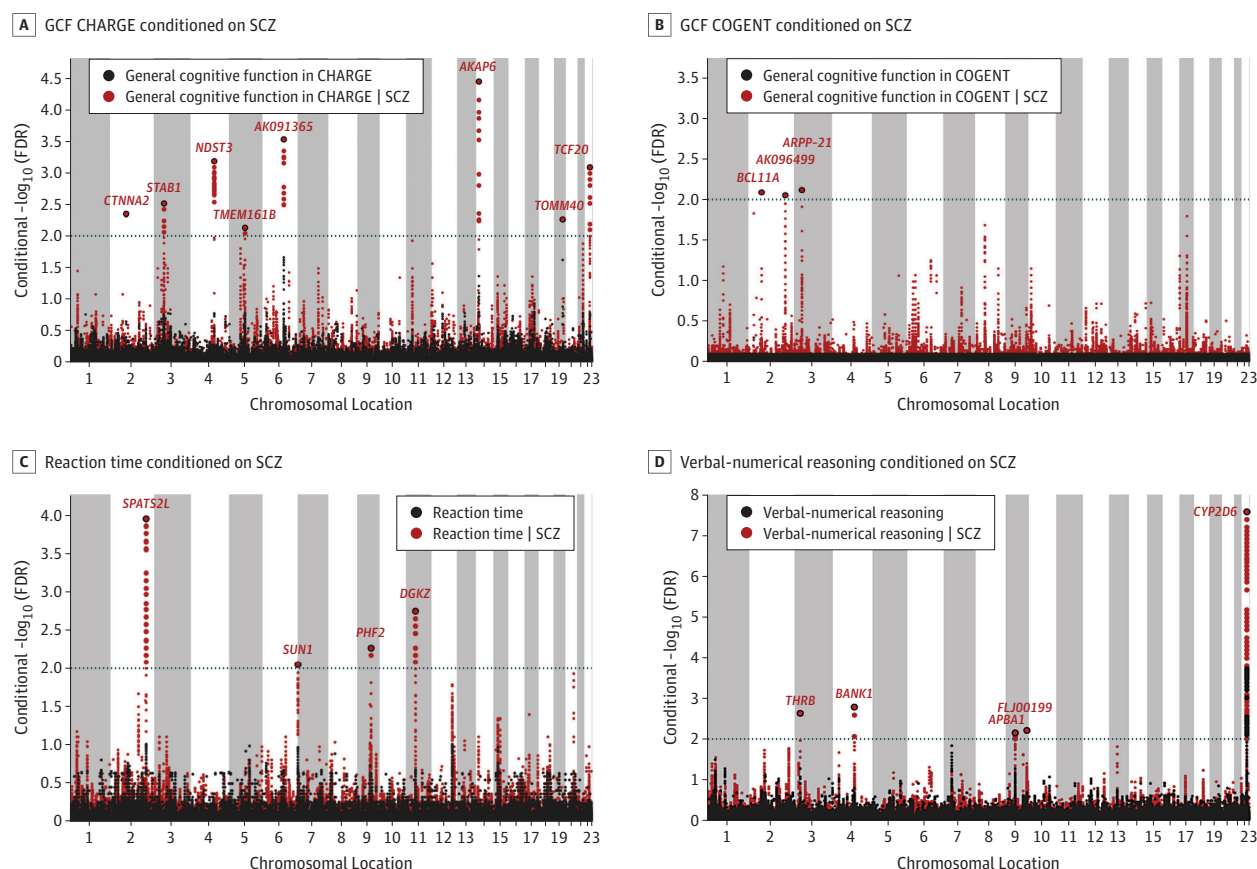 A GCF CHARGE conditioned on SCZ
General cognitive function in CHARGE
General cognitive function in CHARGE | SCZ
AKAP6
AK091365
NDST3
TCF20
STAB1
CTNNA2
TOMM40
TMEM161B
Conditional -log10 (FDR)
4.5
4.0
3.5
3.0
2.5
2.0
1.5
1.0
0.5
0
1 2 3 4 5 6 7 8 9 10 11 12 13 15 17 19 23
Chromosomal Location
B GCF COGENT conditioned on SCZ
General cognitive function in COGENT
General cognitive function in COGENT | SCZ
ARPP-21
AK096499
BCL11A
Conditional -log10 (FDR)
3.5
3.0
2.5
2.0
1.5
1.0
0.5
0
1 2 3 4 5 6 7 8 9 10 11 12 13 15 17 19 23
Chromosomal Location
C Reaction time conditioned on SCZ
Reaction time
Reaction time | SCZ
SPATS2L
DGKZ
PHF2
SUN1
Conditional -log10 (FDR)
4.0
3.5
3.0
2.5
2.0
1.5
1.0
0.5
0
1 2 3 4 5 6 7 8 9 10 11 12 13 15 17 19 23
Chromosomal Location
D Verbal-numerical reasoning conditioned on SCZ
Verbal-numerical reasoning
Verbal-numerical reasoning | SCZ
CYP2D6
THRB
BANK1
FLJ00199
APBA1
Conditional -log10 (FDR)
8
7
6
5
4
3
2
1
0
1 2 3 4 5 6 7 8 9 10 11 12 13 15 17 19 23
Chromosomal Location